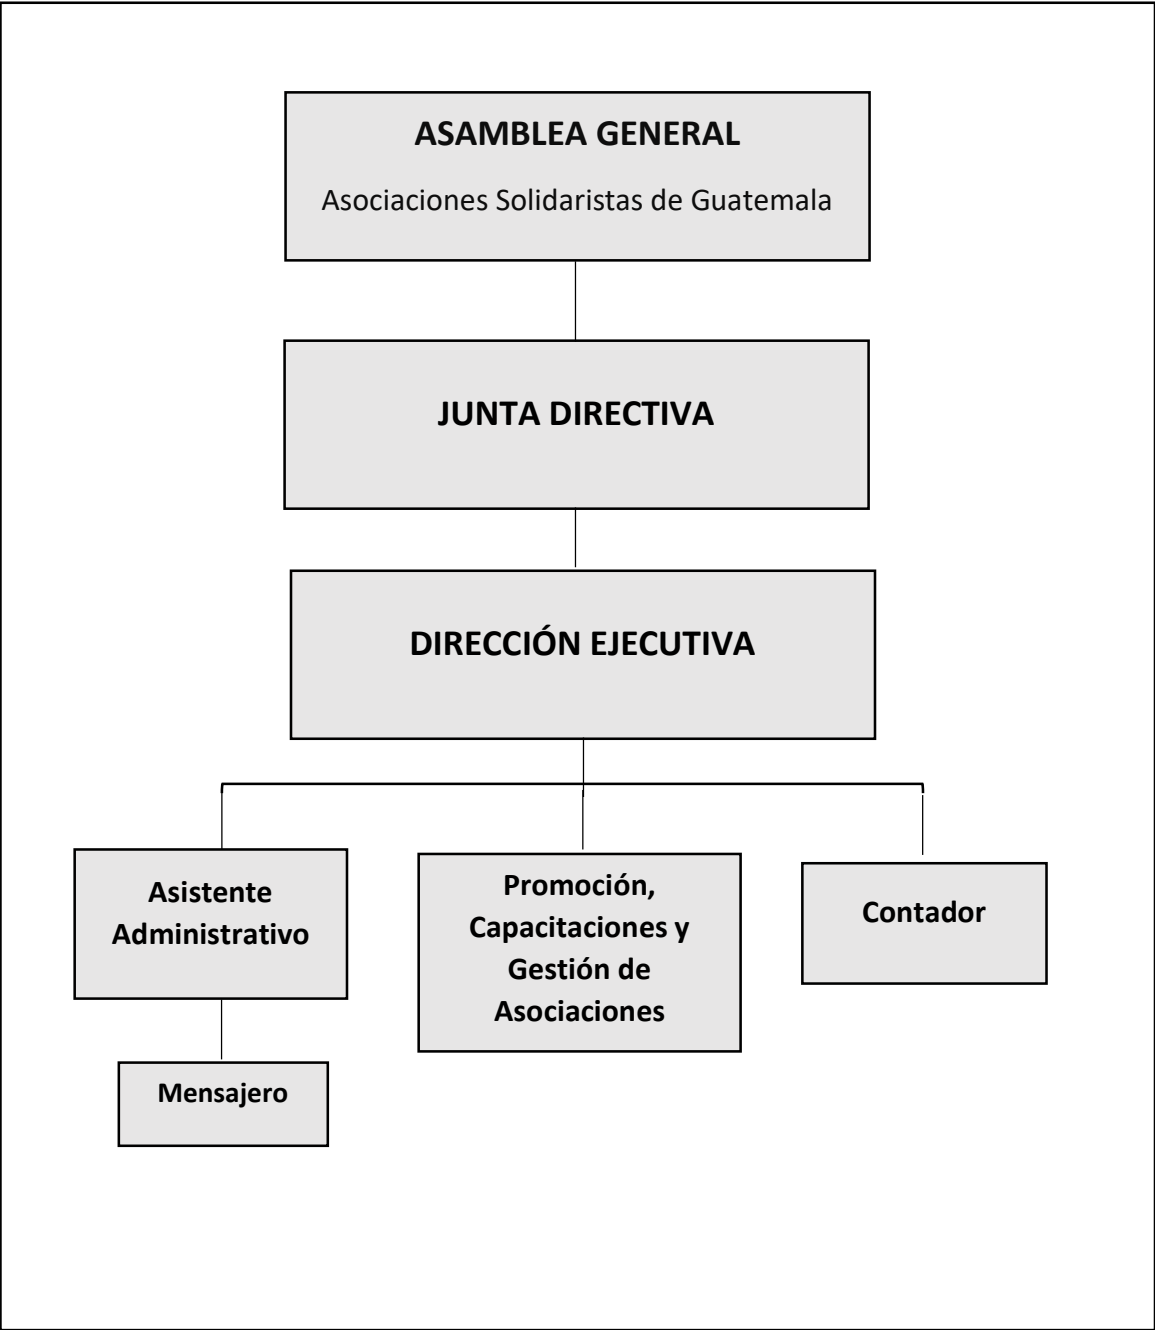 ASAMBLEA GENERAL
Asociaciones Solidaristas de Guatemala
JUNTA DIRECTIVA
DIRECCIÓN EJECUTIVA
Asistente
Administrativo
Promoción,
Capacitaciones y
Gestión de
Asociaciones
Contador
Mensajero